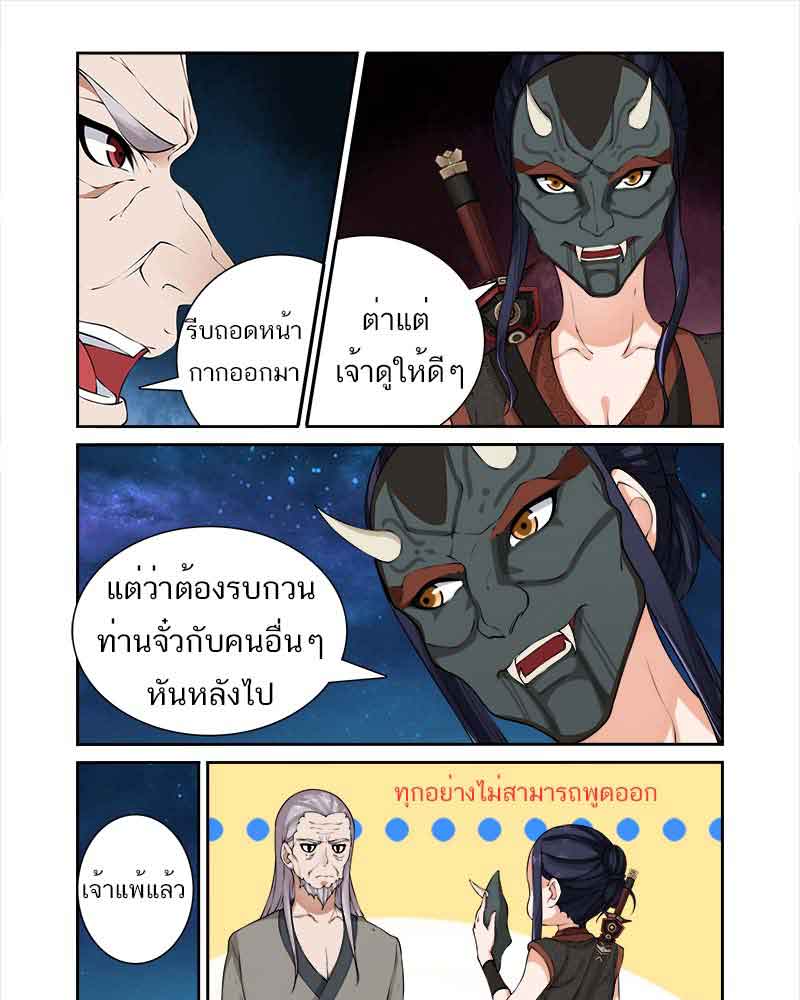 รีบถอดหน้า
กากออกมา
ต่าแต่
เจ้าดูให้ดีๆ
แต่ว่าต้องรบกวน
ท่านจั๋วกับคนอื่นๆ
หันหลังไป
เจ้าแพ้แล้ว
ทุกอย่างไม่สามารถพูดออก